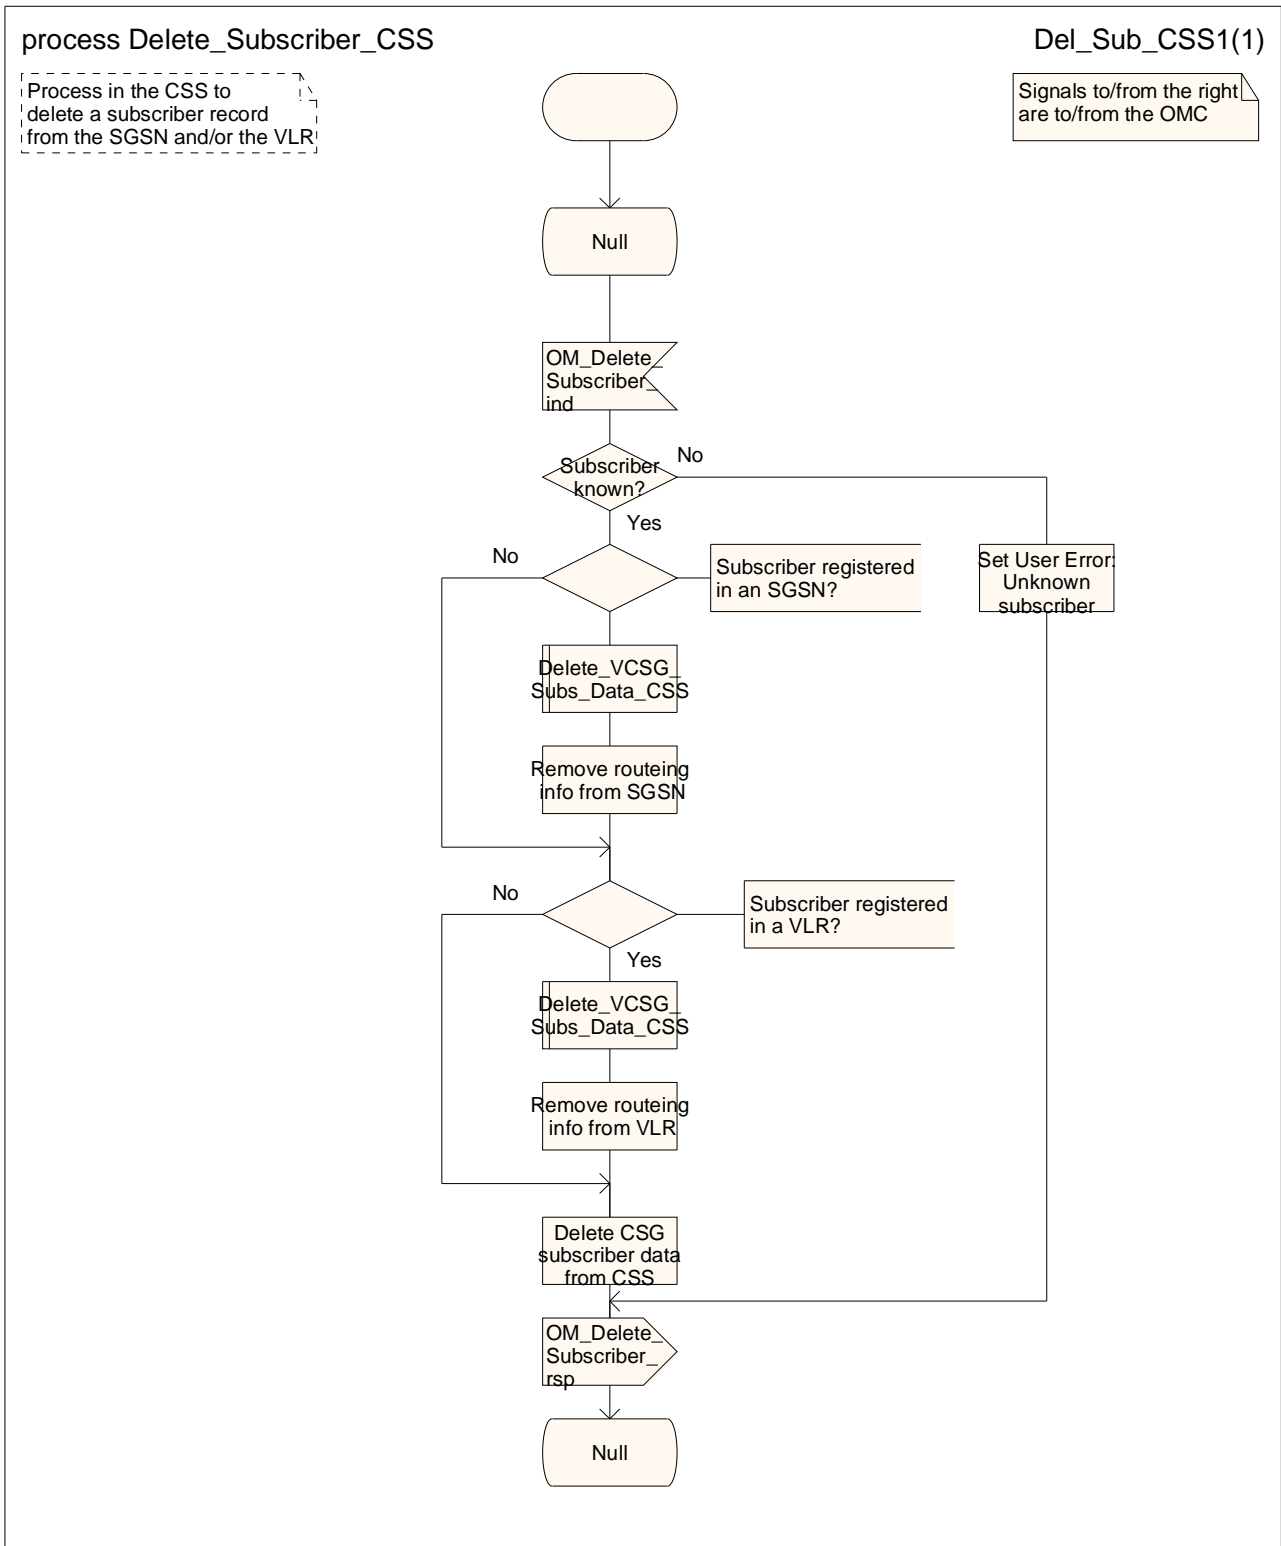 process Delete_Subscriber_CSS
Del_Sub_CSS1(1)
Process in the CSS to
delete a subscriber record
from the SGSN and/or the VLR
Signals to/from the right
are to/from the OMC
Null
OM_Delete_
Subscriber_
ind
Subscriber
known?
No
Yes
No
Subscriber registered
in an SGSN?
Set User Error:
Unknown
subscriber
Delete_VCSG_
Subs_Data_CSS
Remove routeing
info from SGSN
No
Subscriber registered
in a VLR?
Yes
Delete_VCSG_
Subs_Data_CSS
Remove routeing
info from VLR
Delete CSG
subscriber data
from CSS
OM_Delete_
Subscriber_
rsp
Null